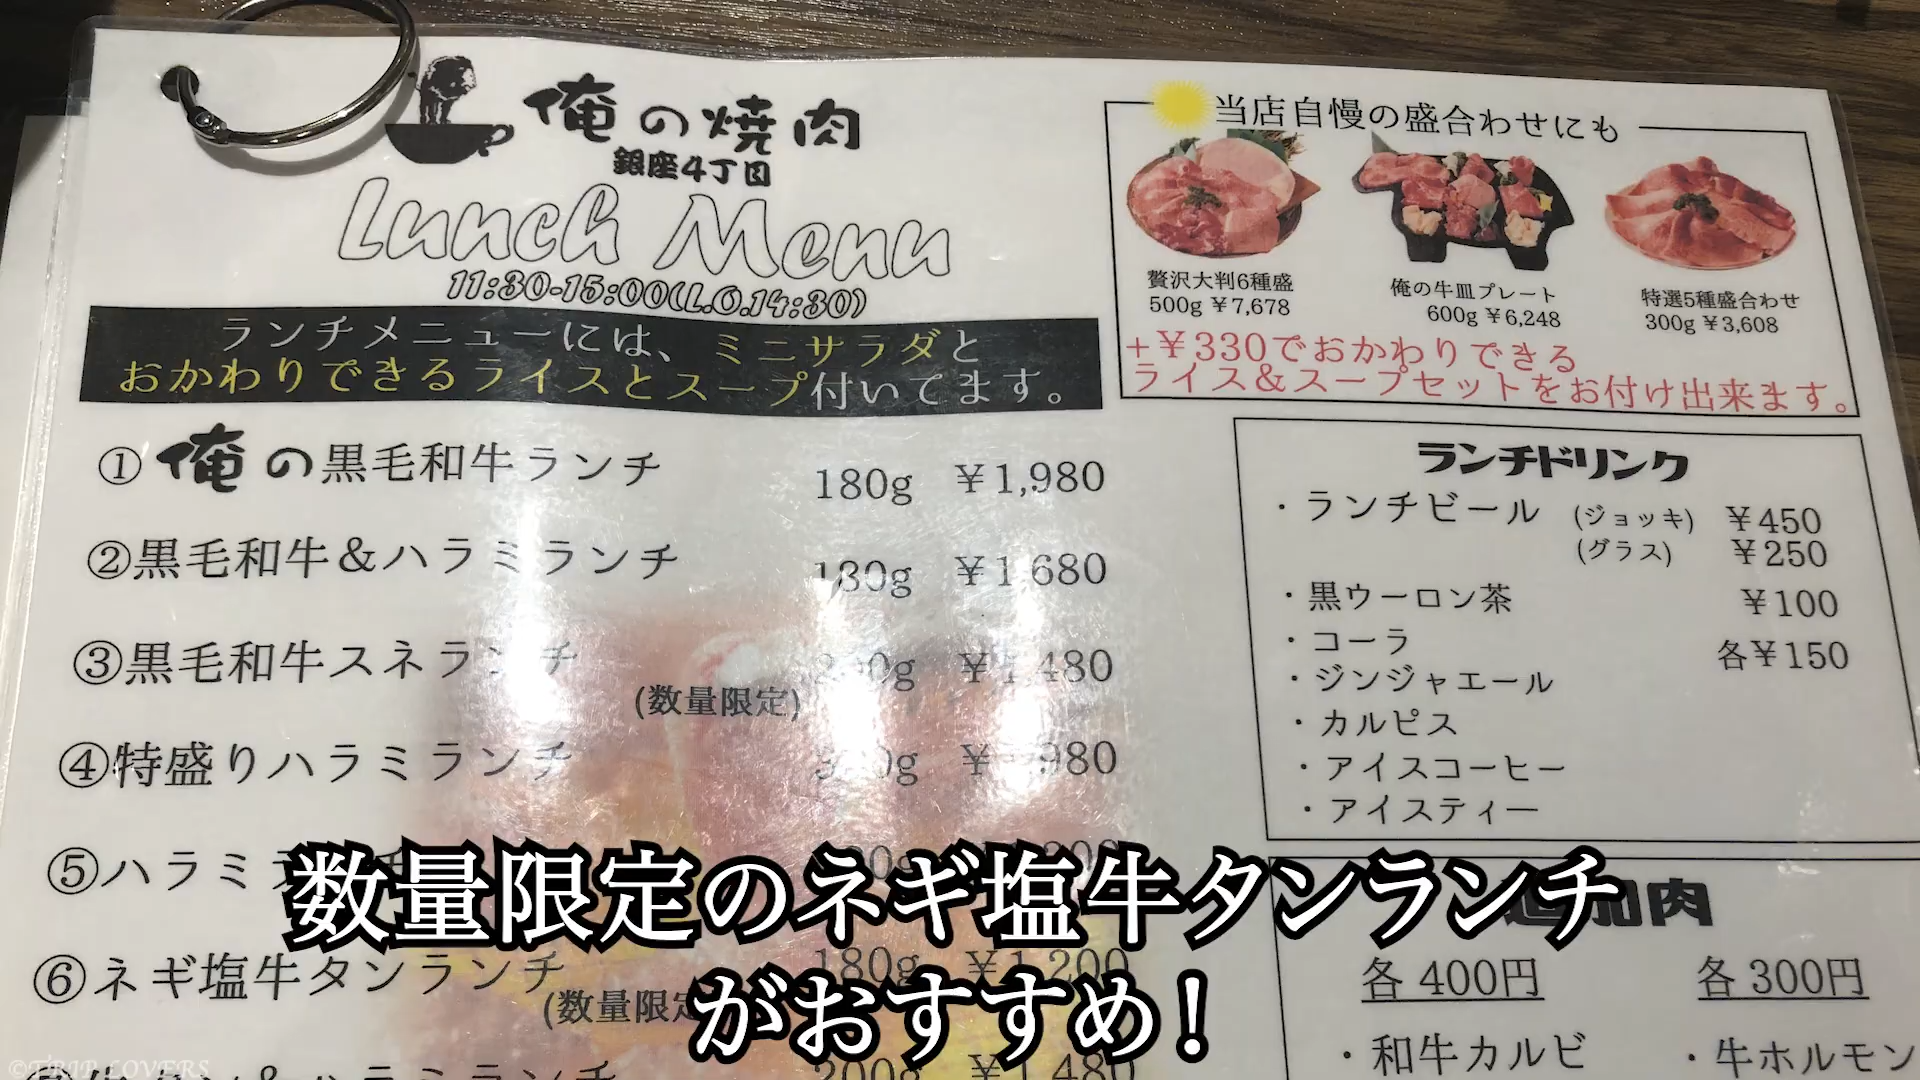 俺の焼肉
銀座4丁目
Lunch Menu
11:30-15:00(L.O.14:30)
ランチメニューには、ミニサラダと
おかわりできるライスとスープ付いてます。
①俺の黒毛和牛ランチ 180g ¥1,980
②黒毛和牛&ハラミランチ 180g ¥1,680
③黒毛和牛スネランチ ¥1,480
(数量限定)
④特盛りハラミランチ
⑤ハラミ
⑥ネギ塩牛タンランチ 180g ¥1,200
(数量限定
200g ¥1,480
当店自慢の盛合わせにも
贅沢大判6種盛
500g ¥7,678
俺の牛皿プレート
600g ¥6,248
特選5種盛合わせ
300g ¥3,608
+¥330でおかわりできる
ライス&スープセットをお付け出来ます。
ランチドリンク
・ランチビール (ジョッキ) ¥450
(グラス) ¥250
・黒ウーロン茶 ¥100
・コーラ 各¥150
・ジンジャエール
・カルピス
・アイスコーヒー
・アイスティー
追加肉
各400円 各300円
・和牛カルビ ・牛ホルモン
数量限定のネギ塩牛タンランチ
がおすすめ！
©TRIP LOVERS